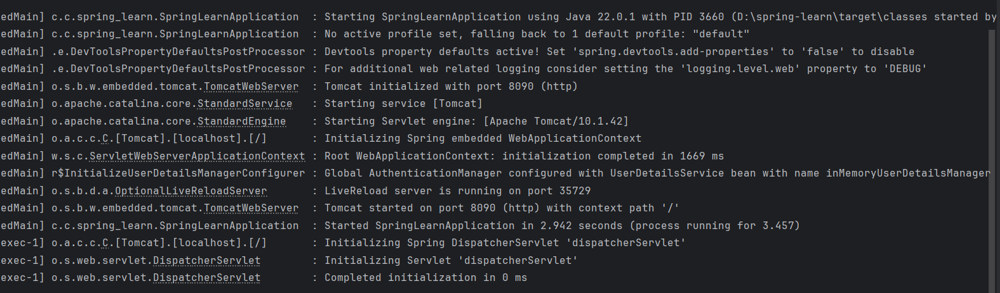 edMain] c.c.spring_learn.SpringLearnApplication : Starting SpringLearnApplication using Java 22.0.1 with PID 3660 (D:\spring-learn\target\classes started by
edMain] c.c.spring_learn.SpringLearnApplication : No active profile set, falling back to 1 default profile: "default"
edMain] .e.DevToolsPropertyDefaultsPostProcessor : Devtools property defaults active! Set 'spring.devtools.add-properties' to 'false' to disable
edMain] .e.DevToolsPropertyDefaultsPostProcessor : For additional web related logging consider setting the 'logging.level.web' property to 'DEBUG'
edMain] o.s.b.w.embedded.tomcat.TomcatWebServer : Tomcat initialized with port 8090 (http)
edMain] o.apache.catalina.core.StandardService : Starting service [Tomcat]
edMain] o.apache.catalina.core.StandardEngine : Starting Servlet engine: [Apache Tomcat/10.1.42]
edMain] o.a.c.c.C.[Tomcat].[localhost].[/] : Initializing Spring embedded WebApplicationContext
edMain] w.s.c.ServletWebServerApplicationContext : Root WebApplicationContext: initialization completed in 1669 ms
edMain] r$InitializeUserDetailsManagerConfigurer : Global AuthenticationManager configured with UserDetailsService bean with name inMemoryUserDetailsManager
edMain] o.s.b.d.a.OptionalLiveReloadServer : LiveReload server is running on port 35729
edMain] o.s.b.w.embedded.tomcat.TomcatWebServer : Tomcat started on port 8090 (http) with context path '/'
edMain] c.c.spring_learn.SpringLearnApplication : Started SpringLearnApplication in 2.942 seconds (process running for 3.457)
exec-1] o.a.c.c.C.[Tomcat].[localhost].[/] : Initializing Spring DispatcherServlet 'dispatcherServlet'
exec-1] o.s.web.servlet.DispatcherServlet : Initializing Servlet 'dispatcherServlet'
exec-1] o.s.web.servlet.DispatcherServlet : Completed initialization in 0 ms